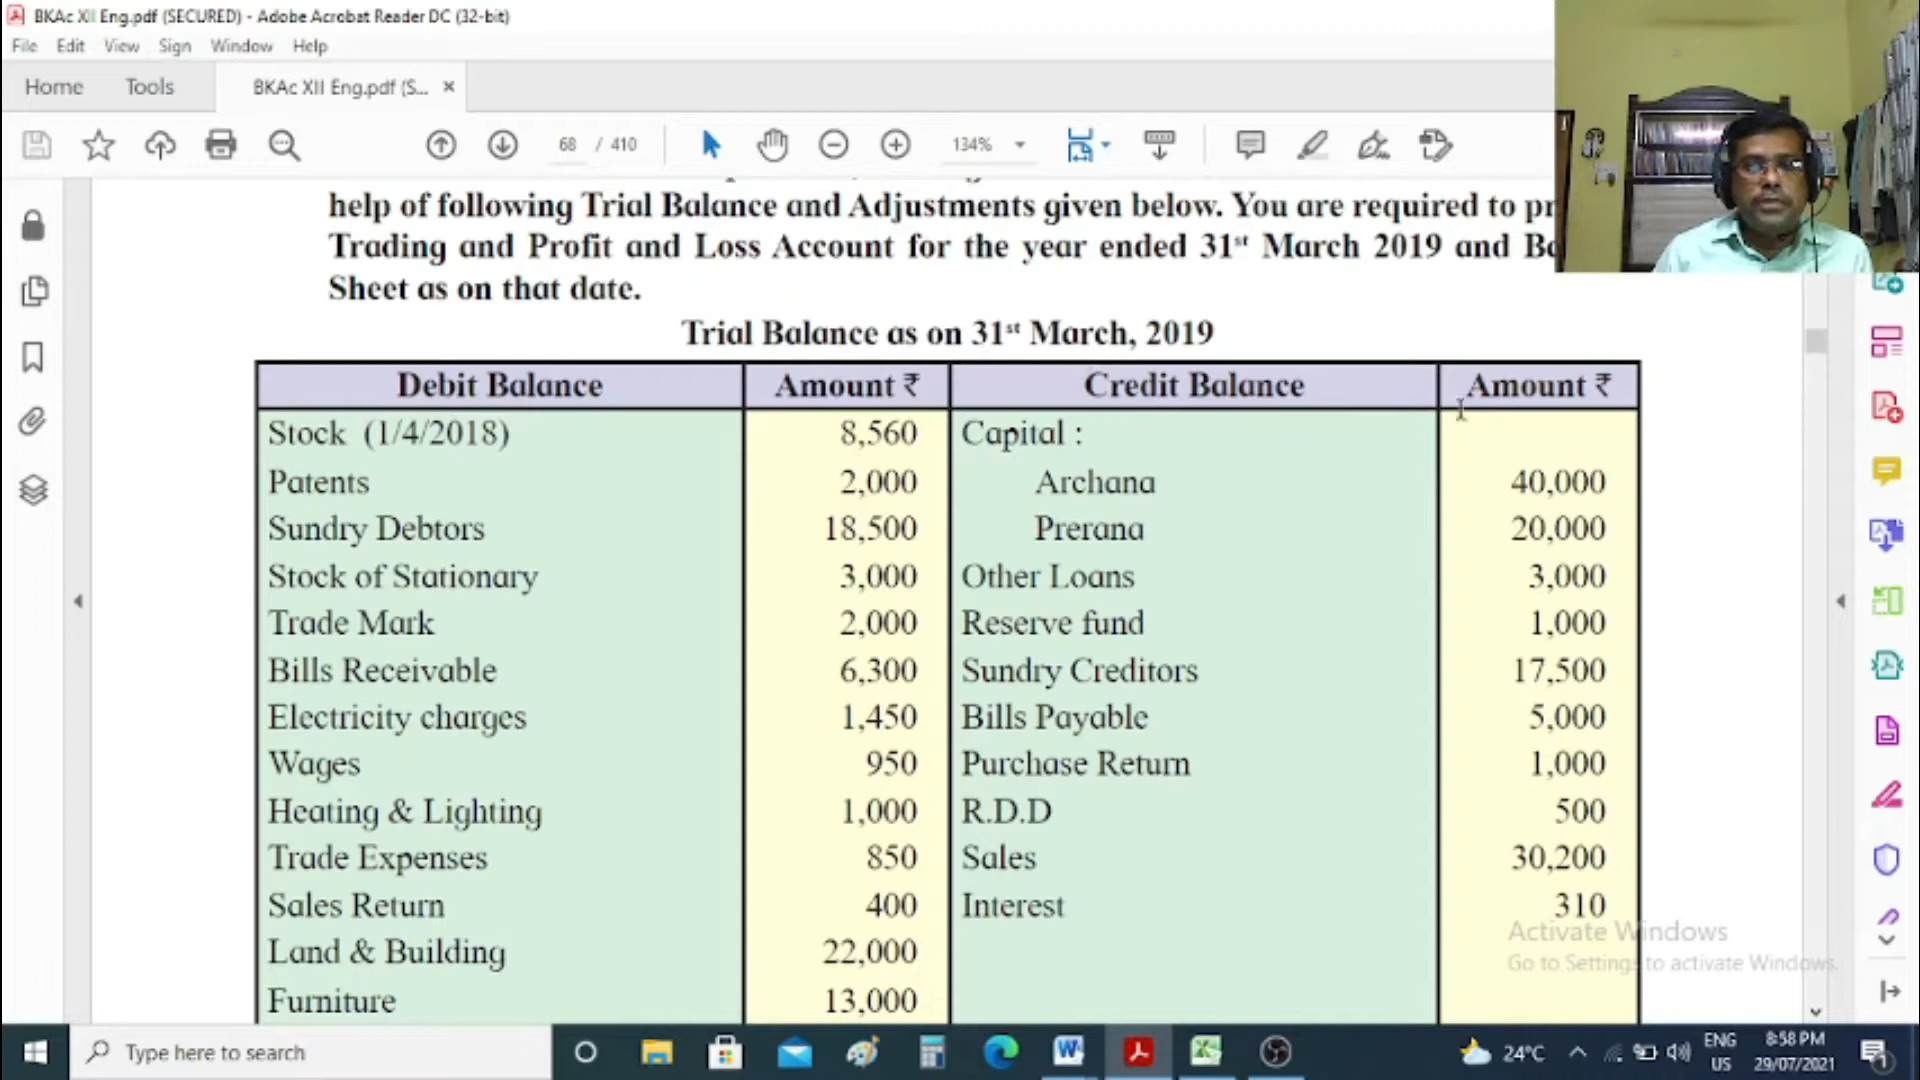 BKAc XII Eng.pdf (SECURED) - Adobe Acrobat Reader DC (32-bit)
File Edit View Sign Window Help
Home Tools BKAc XII Eng.pdf (S... ×
68 / 410 134%
help of following Trial Balance and Adjustments given below. You are required to pr
Trading and Profit and Loss Account for the year ended 31st March 2019 and Ba
Sheet as on that date.
Trial Balance as on 31st March, 2019
Debit Balance Amount ₹ Credit Balance Amount ₹
Stock (1/4/2018) 8,560 Capital :
Patents 2,000 Archana 40,000
Sundry Debtors 18,500 Prerana 20,000
Stock of Stationary 3,000 Other Loans 3,000
Trade Mark 2,000 Reserve fund 1,000
Bills Receivable 6,300 Sundry Creditors 17,500
Electricity charges 1,450 Bills Payable 5,000
Wages 950 Purchase Return 1,000
Heating & Lighting 1,000 R.D.D 500
Trade Expenses 850 Sales 30,200
Sales Return 400 Interest 310
Land & Building 22,000
Furniture 13,000
Activate Windows
Go to Settings to activate Windows.
Type here to search
24°C ENG US 8:58 PM 29/07/2021 1